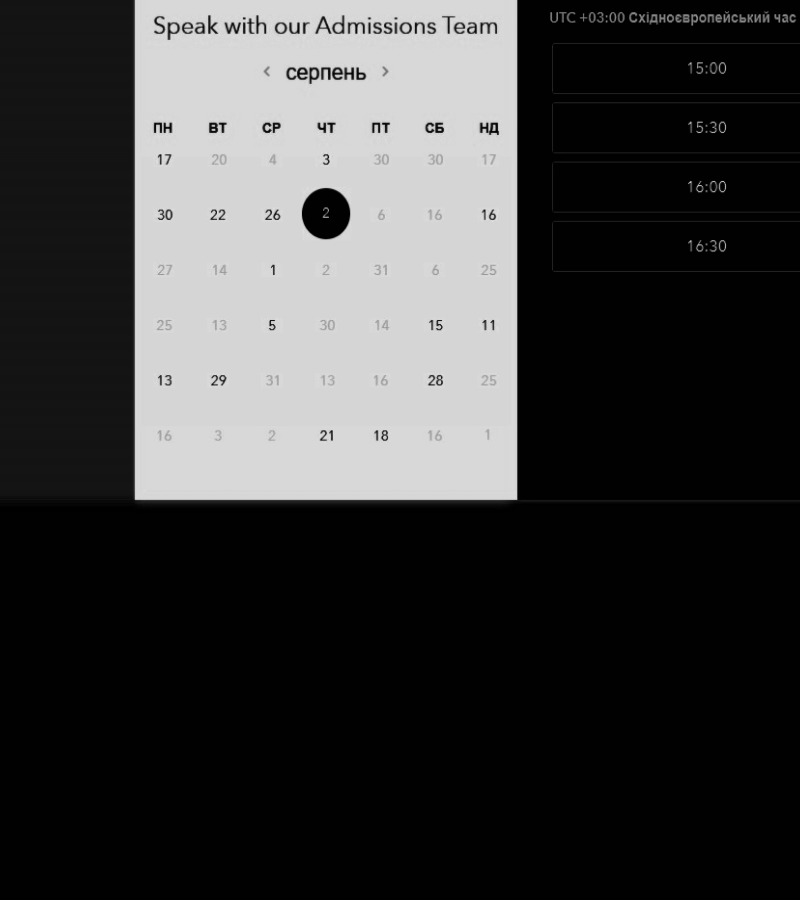 Speak with our Admissions Team
‹ серпень ›
ПН ВТ СР ЧТ ПТ СБ НД
17 20 4 3 30 30 17
30 22 26 2 6 16 16
27 14 1 2 31 6 25
25 13 5 30 14 15 11
13 29 31 13 16 28 25
16 3 2 21 18 16 1
UTC +03:00 Східноєвропейський час
15:00
15:30
16:00
16:30